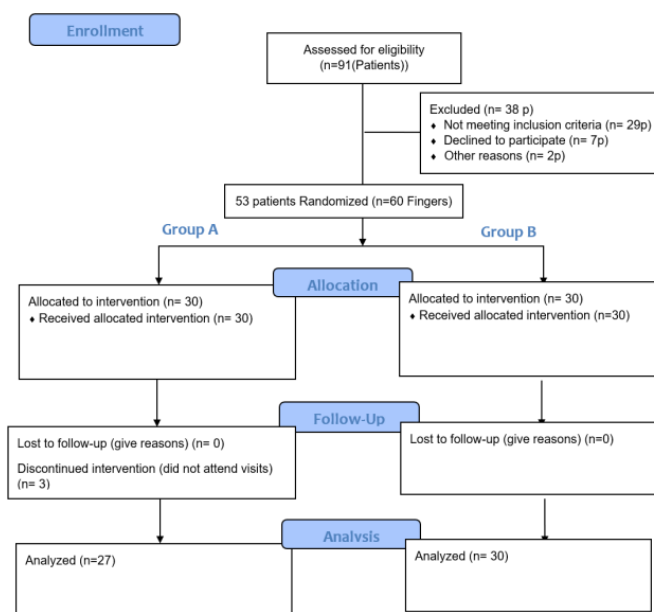 Enrollment
Assessed for eligibility
(n=91(Patients))
Excluded (n= 38 p)
♦ Not meeting inclusion criteria (n= 29p)
♦ Declined to participate (n= 7p)
♦ Other reasons (n= 2p)
53 patients Randomized (n=60 Fingers)
Group A
Group B
Allocation
Allocated to intervention (n= 30)
♦ Received allocated intervention (n= 30)
Allocated to intervention (n= 30)
♦ Received allocated intervention (n=30)
Follow-Up
Lost to follow-up (give reasons) (n= 0)
Discontinued intervention (did not attend visits)
(n= 3)
Lost to follow-up (give reasons) (n=0)
Analysis
Analyzed (n=27)
Analyzed (n= 30)